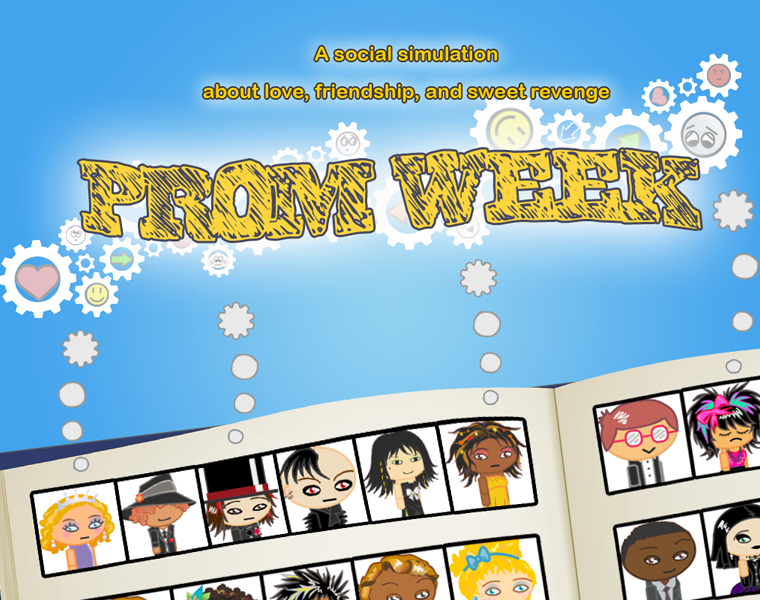 A social simulation
about love, friendship, and sweet revenge
PROM WEEK